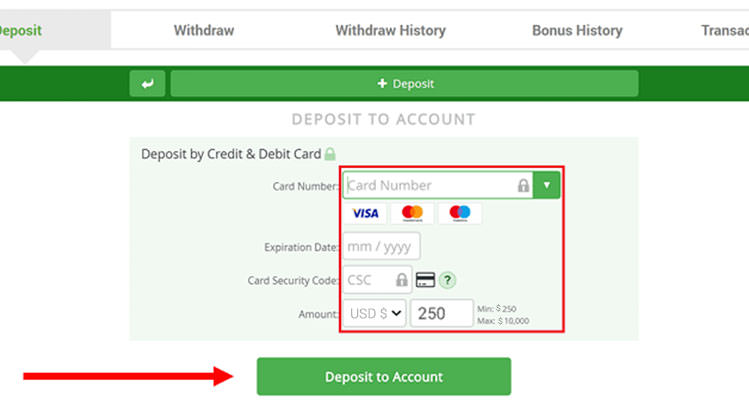 Deposit Withdraw Withdraw History Bonus History Transac
+ Deposit
DEPOSIT TO ACCOUNT
Deposit by Credit & Debit Card
Card Number: Card Number
VISA
Expiration Date: mm / yyyy
Card Security Code: CSC ?
Amount: USD $ 250 Min: $ 250
Max: $ 10,000
Deposit to Account